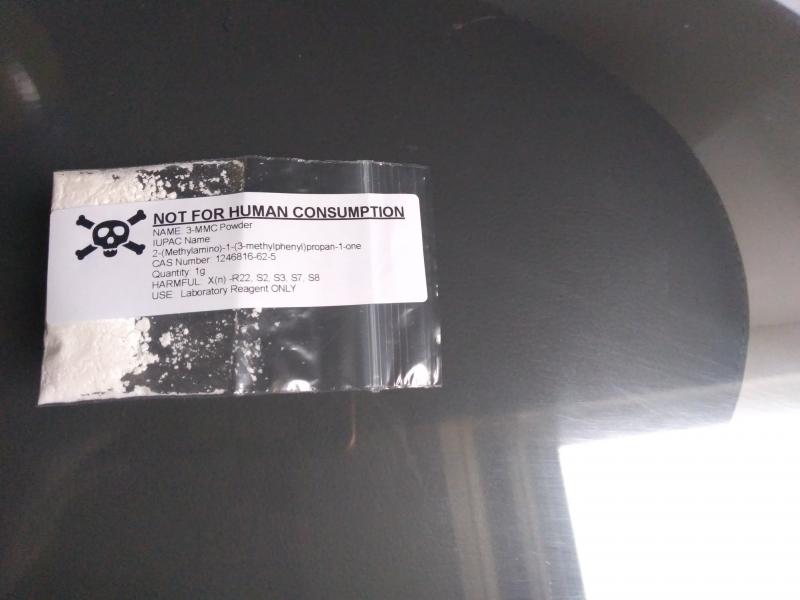 NOT FOR HUMAN CONSUMPTION
NAME: 3-MMC Powder
IUPAC Name:
2-(Methylamino)-1-(3-methylphenyl)propan-1-one
CAS Number: 1246816-62-5
Quantity: 1g
HARMFUL: X(n) -R22, S2, S3, S7, S8
USE: Laboratory Reagent ONLY